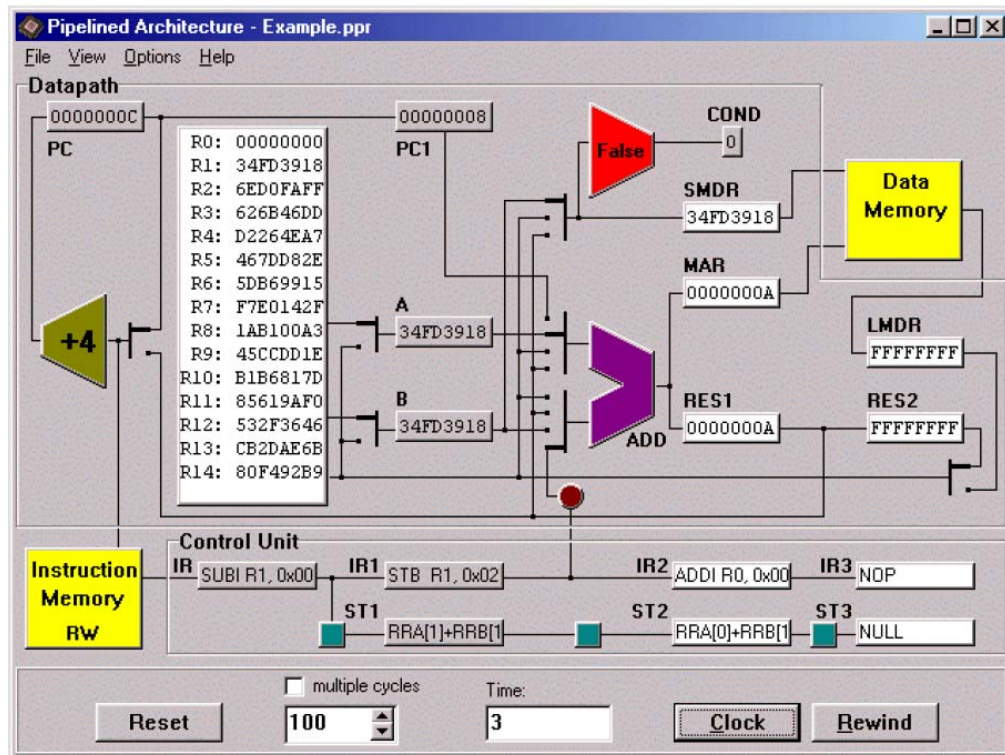 Pipelined Architecture - Example.ppr
File View Options Help
Datapath
0000000C
PC
00000008
PC1
R0: 00000000
R1: 34FD3918
R2: 6ED0FAFF
R3: 626B46DD
R4: D2264EA7
R5: 467DD82E
R6: 5DB69915
R7: F7E0142F
R8: 1AB100A3
R9: 45CCDD1E
R10: B1B6817D
R11: 85619AF0
R12: 532F3646
R13: CB2DAE6B
R14: 80F492B9
False
COND
0
SMDR
34FD3918
Data
Memory
MAR
0000000A
+4
A
34FD3918
LMDR
FFFFFFFF
B
34FD3918
ADD
RES1
0000000A
RES2
FFFFFFFF
Control Unit
Instruction
Memory
RW
IR SUBI R1, 0x00
IR1 STB R1, 0x02
IR2 ADDI R0, 0x00
IR3 NOP
ST1 RRA[1]+RRB[1
ST2 RRA[0]+RRB[1
ST3 NULL
multiple cycles
Time:
Reset
100
3
Clock
Rewind